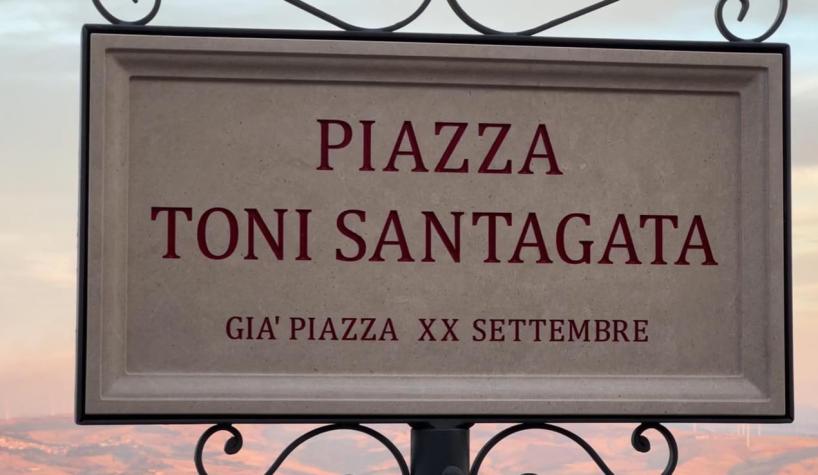 PIAZZA
TONI SANTAGATA
GIA' PIAZZA XX SETTEMBRE